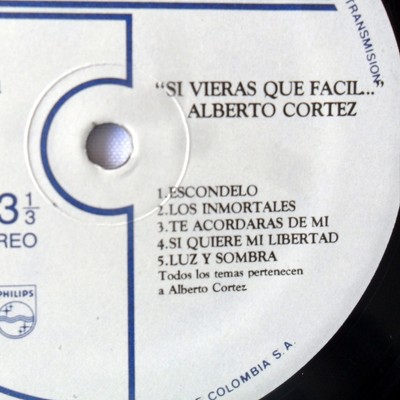 TRANSMISION
"SI VIERAS QUE FACIL..."
ALBERTO CORTEZ
3 1/3
REO
1.ESCONDELO
2.LOS INMORTALES
3.TE ACORDARAS DE MI
4.SI QUIERE MI LIBERTAD
5.LUZ Y SOMBRA
Todos los temas pertenecen
a Alberto Cortez
PHILIPS
COLOMBIA S.A.